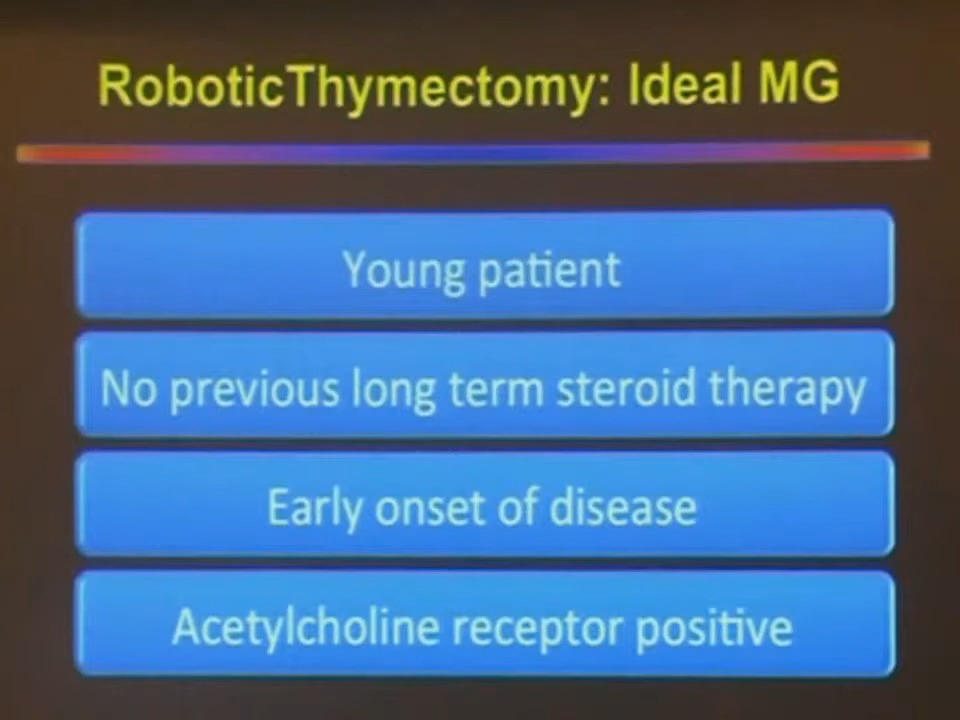 RoboticThymectomy: Ideal MG
Young patient
No previous long term steroid therapy
Early onset of disease
Acetylcholine receptor positive